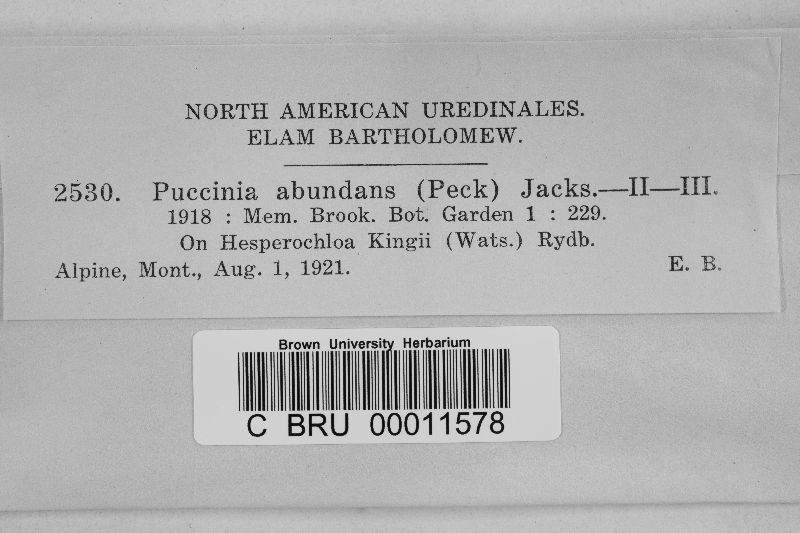 NORTH AMERICAN UREDINALES.
ELAM BARTHOLOMEW.
2530. Puccinia abundans (Peck) Jacks.—II—III.
1918 : Mem. Brook. Bot. Garden 1 : 229.
On Hesperochloa Kingii (Wats.) Rydb.
Alpine, Mont., Aug. 1, 1921. E. B.
Brown University Herbarium
C BRU 00011578